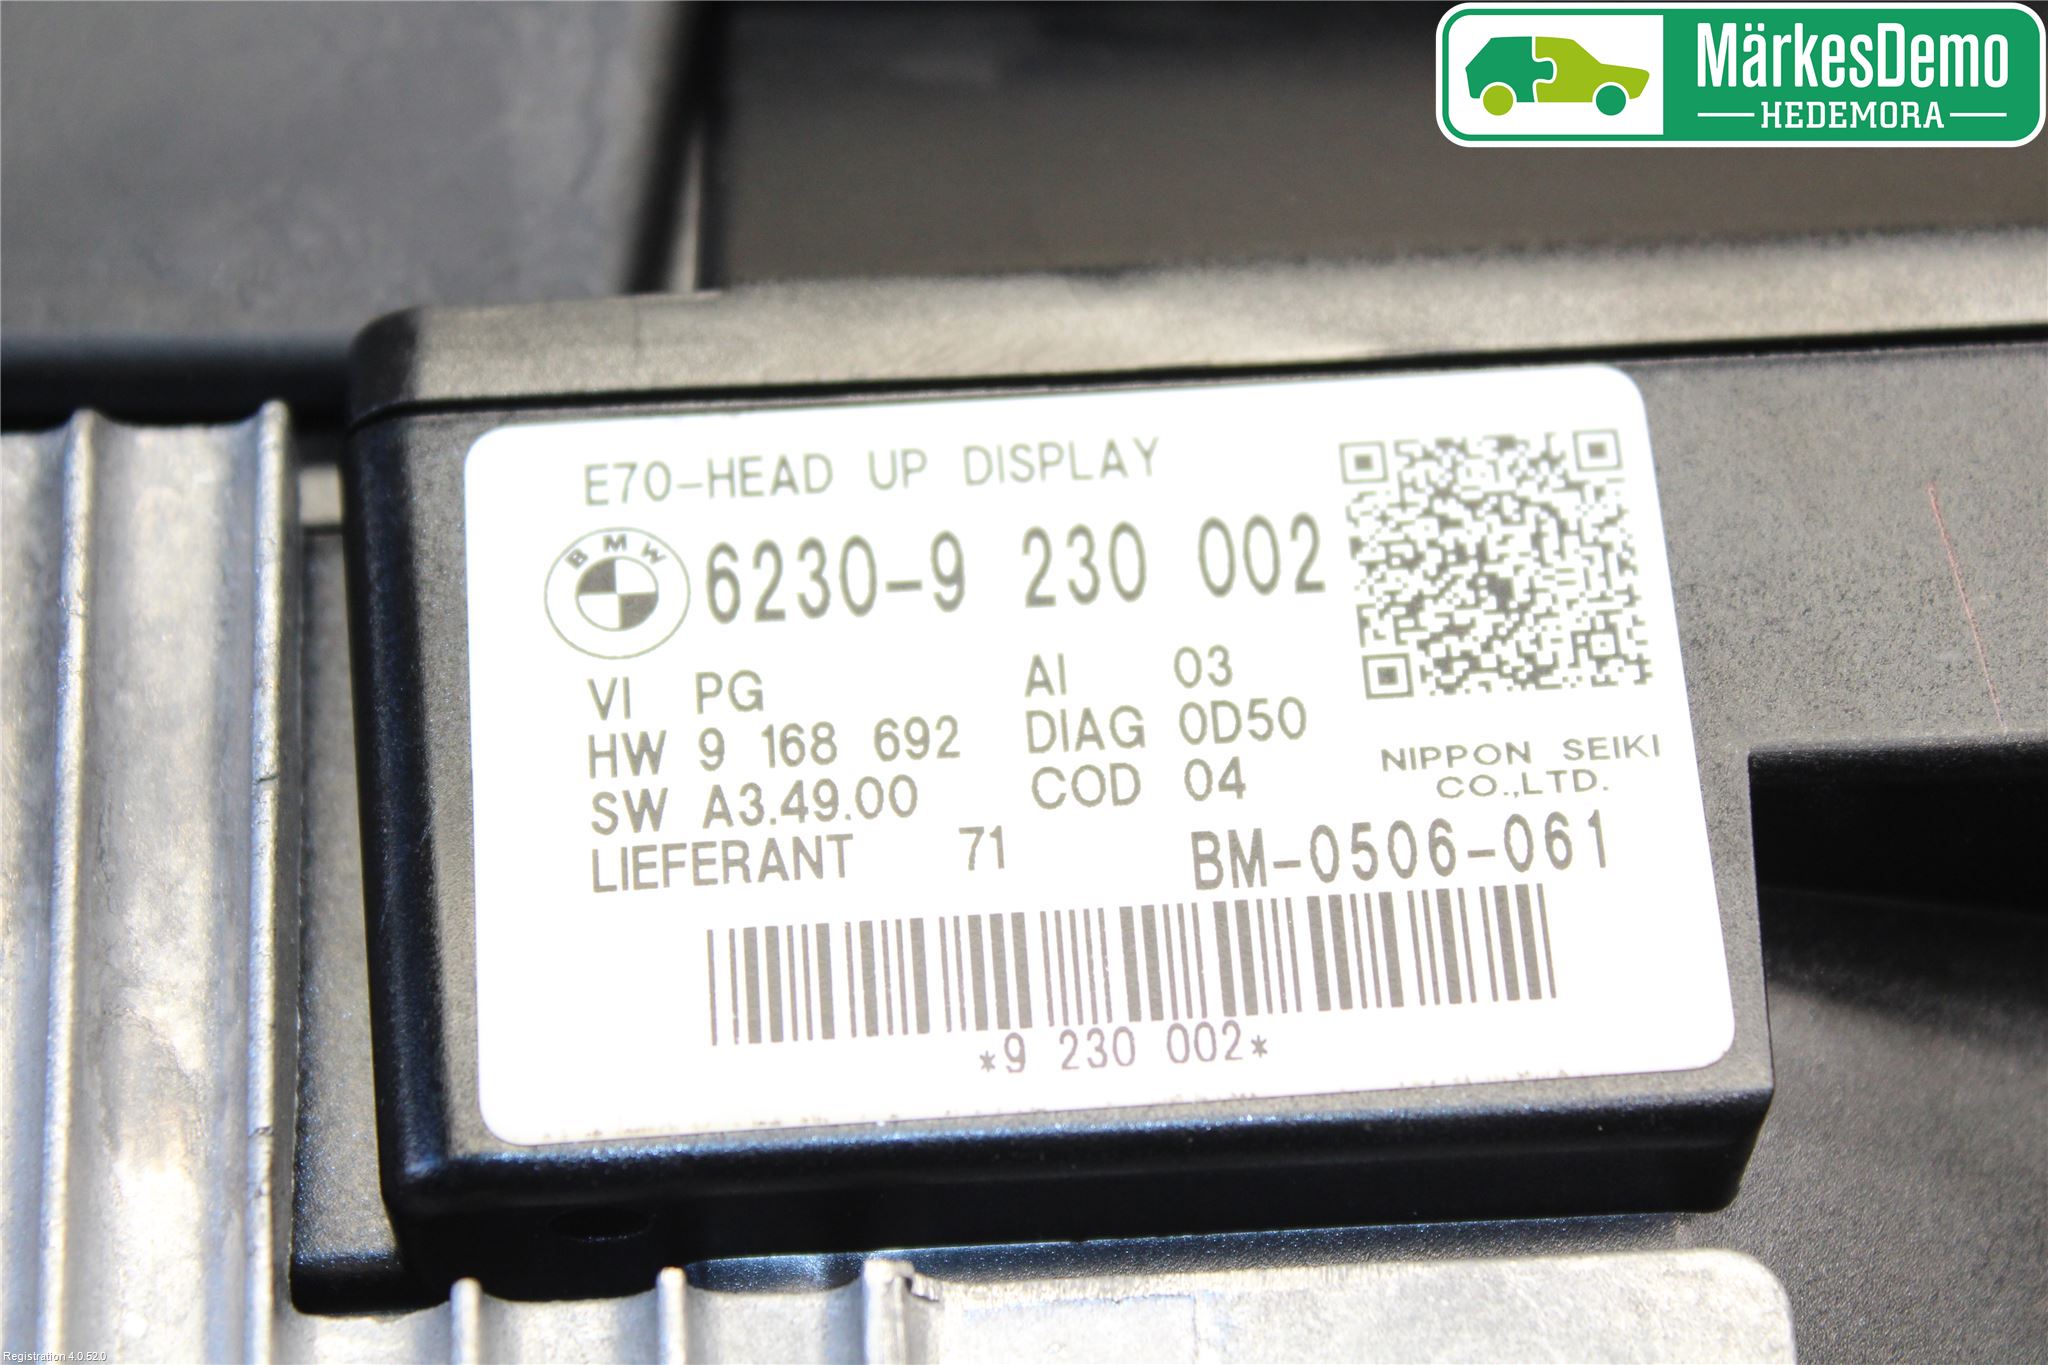 MärkesDemo
HEDEMORA
E70-HEAD UP DISPLAY
BMW
6230-9 230 002
VI PG AI 03
HW 9 168 692 DIAG 0D50
SW A3.49.00 COD 04
NIPPON SEIKI
CO.,LTD.
LIEFERANT 71 BM-0506-061
*9 230 002*
Registration 4.0.52.0